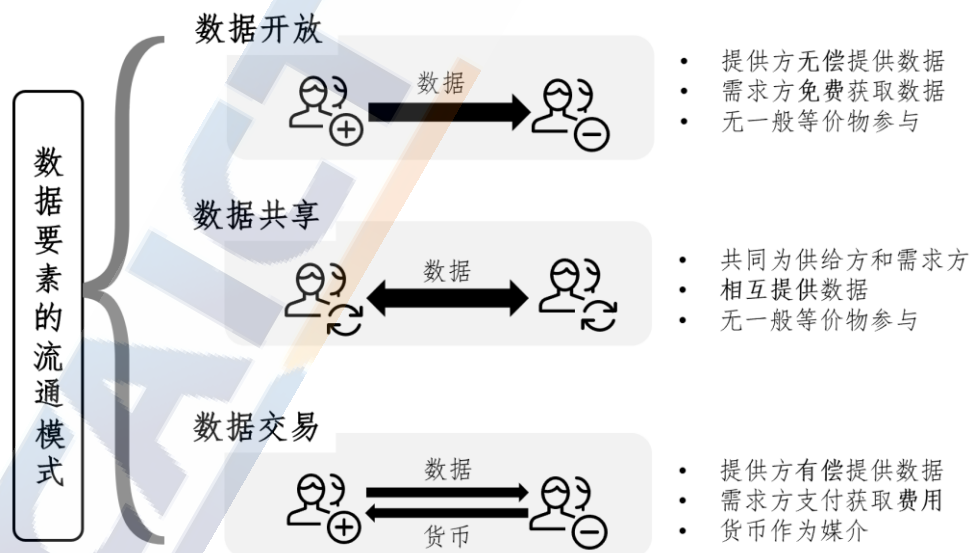 数据要素的流通模式
数据开放
数据
• 提供方无偿提供数据
• 需求方免费获取数据
• 无一般等价物参与
数据共享
数据
• 共同为供给方和需求方
• 相互提供数据
• 无一般等价物参与
数据交易
数据
货币
• 提供方有偿提供数据
• 需求方支付获取费用
• 货币作为媒介
CAICT